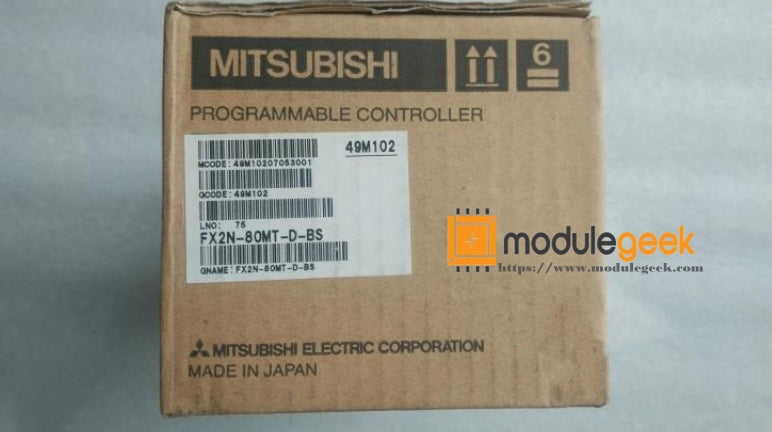 MITSUBISHI
6
PROGRAMMABLE CONTROLLER
49M102
MCODE: 49M10207053001
QCODE: 49M102
LNO: 75
FX2N-80MT-D-BS
QNAME: FX2N-80MT-D-BS
modulegeek
https://www.modulegeek.com
MITSUBISHI ELECTRIC CORPORATION
MADE IN JAPAN